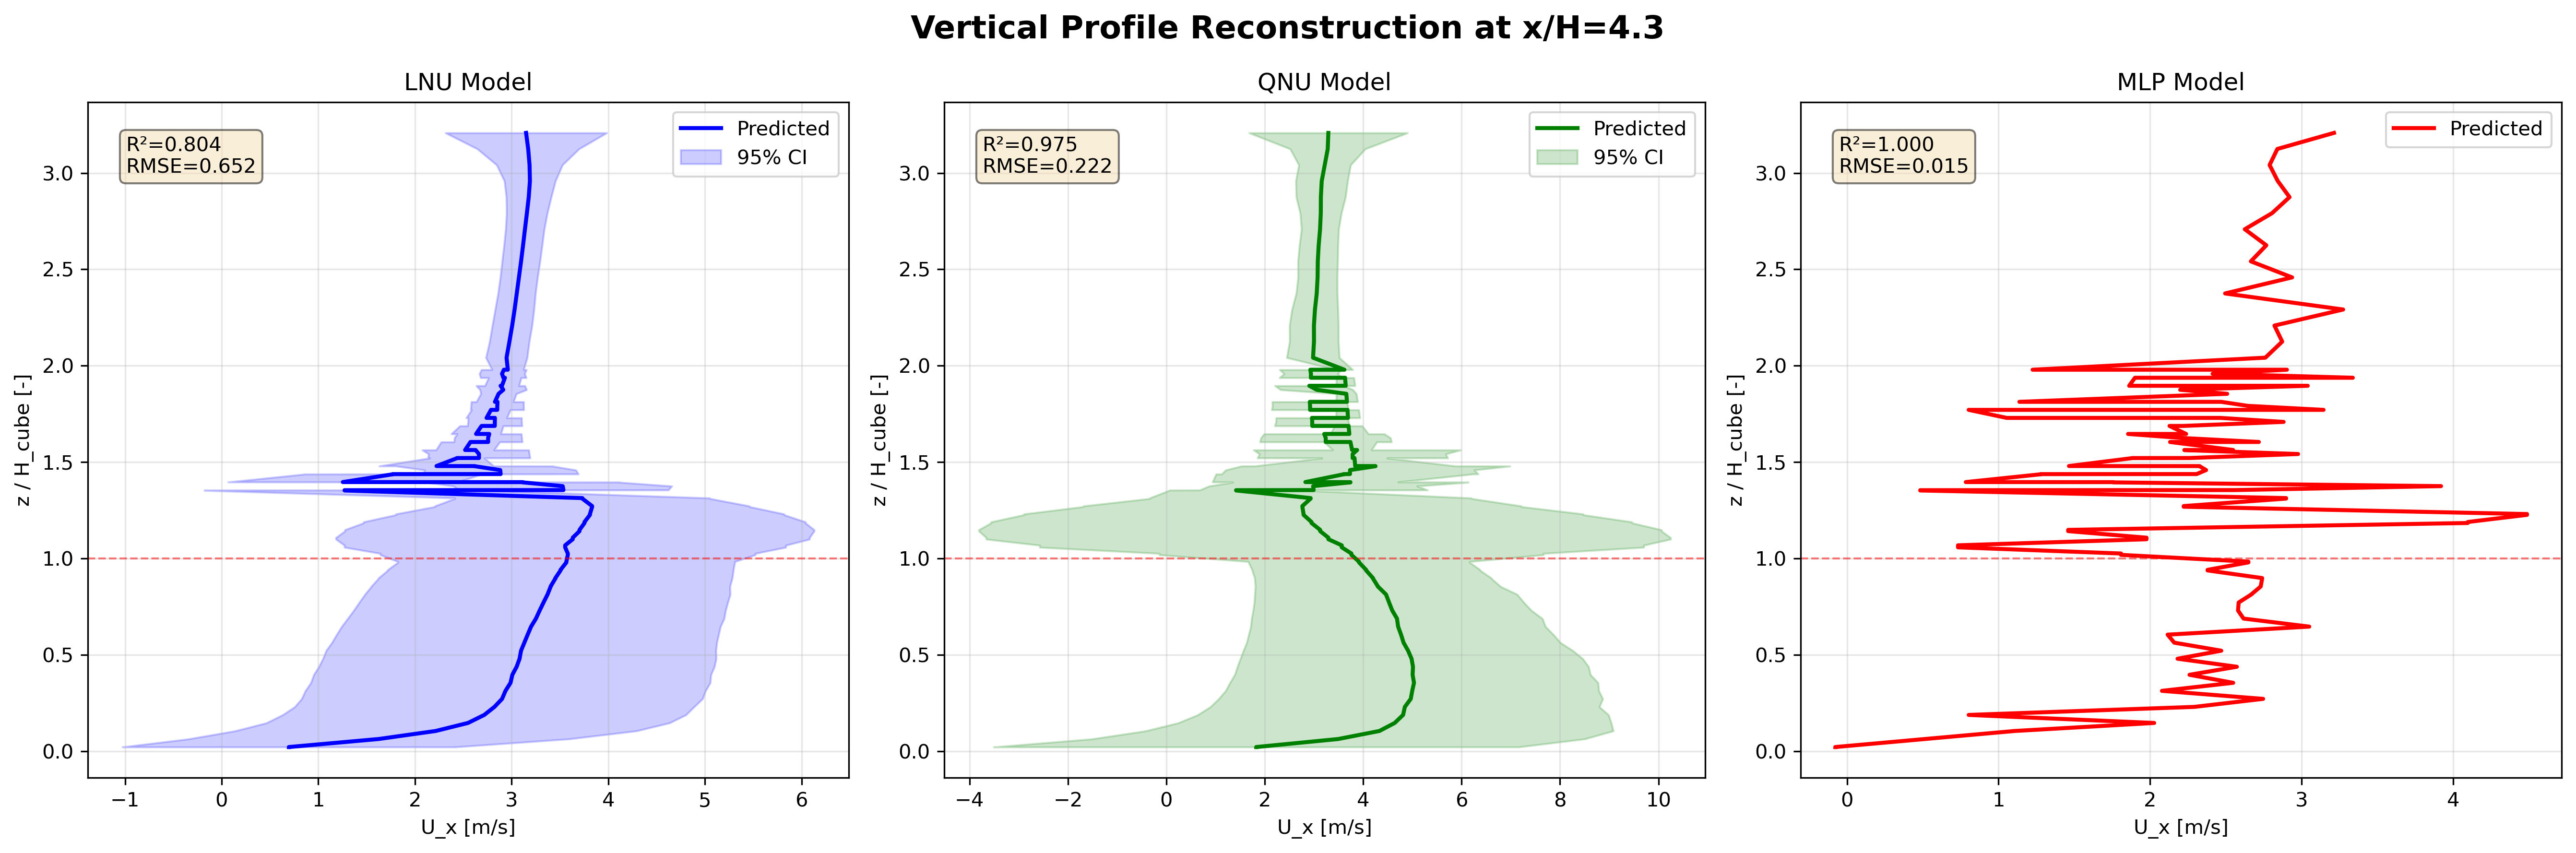 Vertical Profile Reconstruction at x/H=4.3
LNU Model
R²=0.804
RMSE=0.652
Predicted
95% CI
3.0
2.5
2.0
1.5
1.0
0.5
0.0
z / H_cube [-]
−1 0 1 2 3 4 5 6
U_x [m/s]
QNU Model
R²=0.975
RMSE=0.222
Predicted
95% CI
3.0
2.5
2.0
1.5
1.0
0.5
0.0
z / H_cube [-]
−4 −2 0 2 4 6 8 10
U_x [m/s]
MLP Model
R²=1.000
RMSE=0.015
Predicted
3.0
2.5
2.0
1.5
1.0
0.5
0.0
z / H_cube [-]
0 1 2 3 4
U_x [m/s]